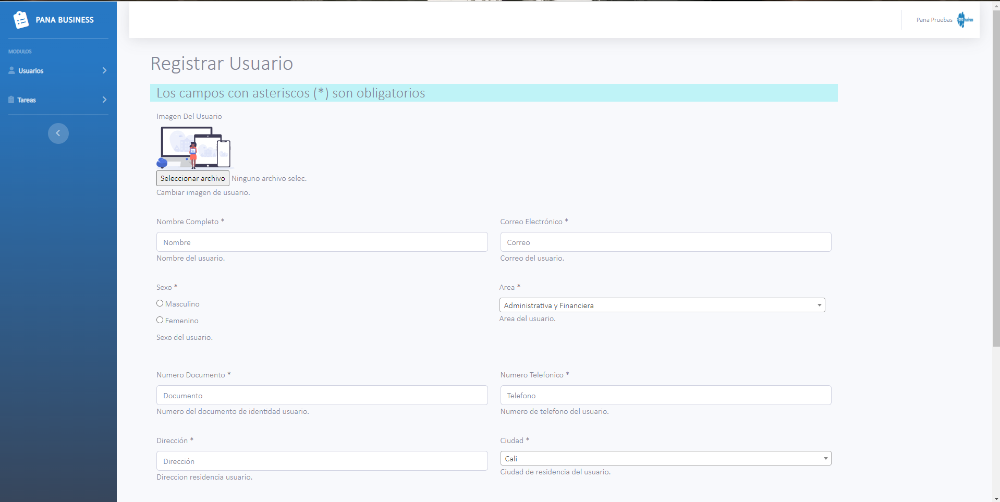 PANA BUSINESS
MODULOS
Usuarios
Tareas
Pana Pruebas
Registrar Usuario
Los campos con asteriscos (*) son obligatorios
Imagen Del Usuario
Seleccionar archivo Ninguno archivo selec.
Cambiar imagen de usuario.
Nombre Completo *
Nombre
Nombre del usuario.
Correo Electrónico *
Correo
Correo del usuario.
Sexo *
Masculino
Femenino
Sexo del usuario.
Area *
Administrativa y Financiera
Area del usuario.
Numero Documento *
Documento
Numero del documento de identidad usuario.
Numero Telefonico *
Telefono
Numero de telefono del usuario.
Dirección *
Dirección
Direccion residencia usuario.
Ciudad *
Cali
Ciudad de residencia del usuario.